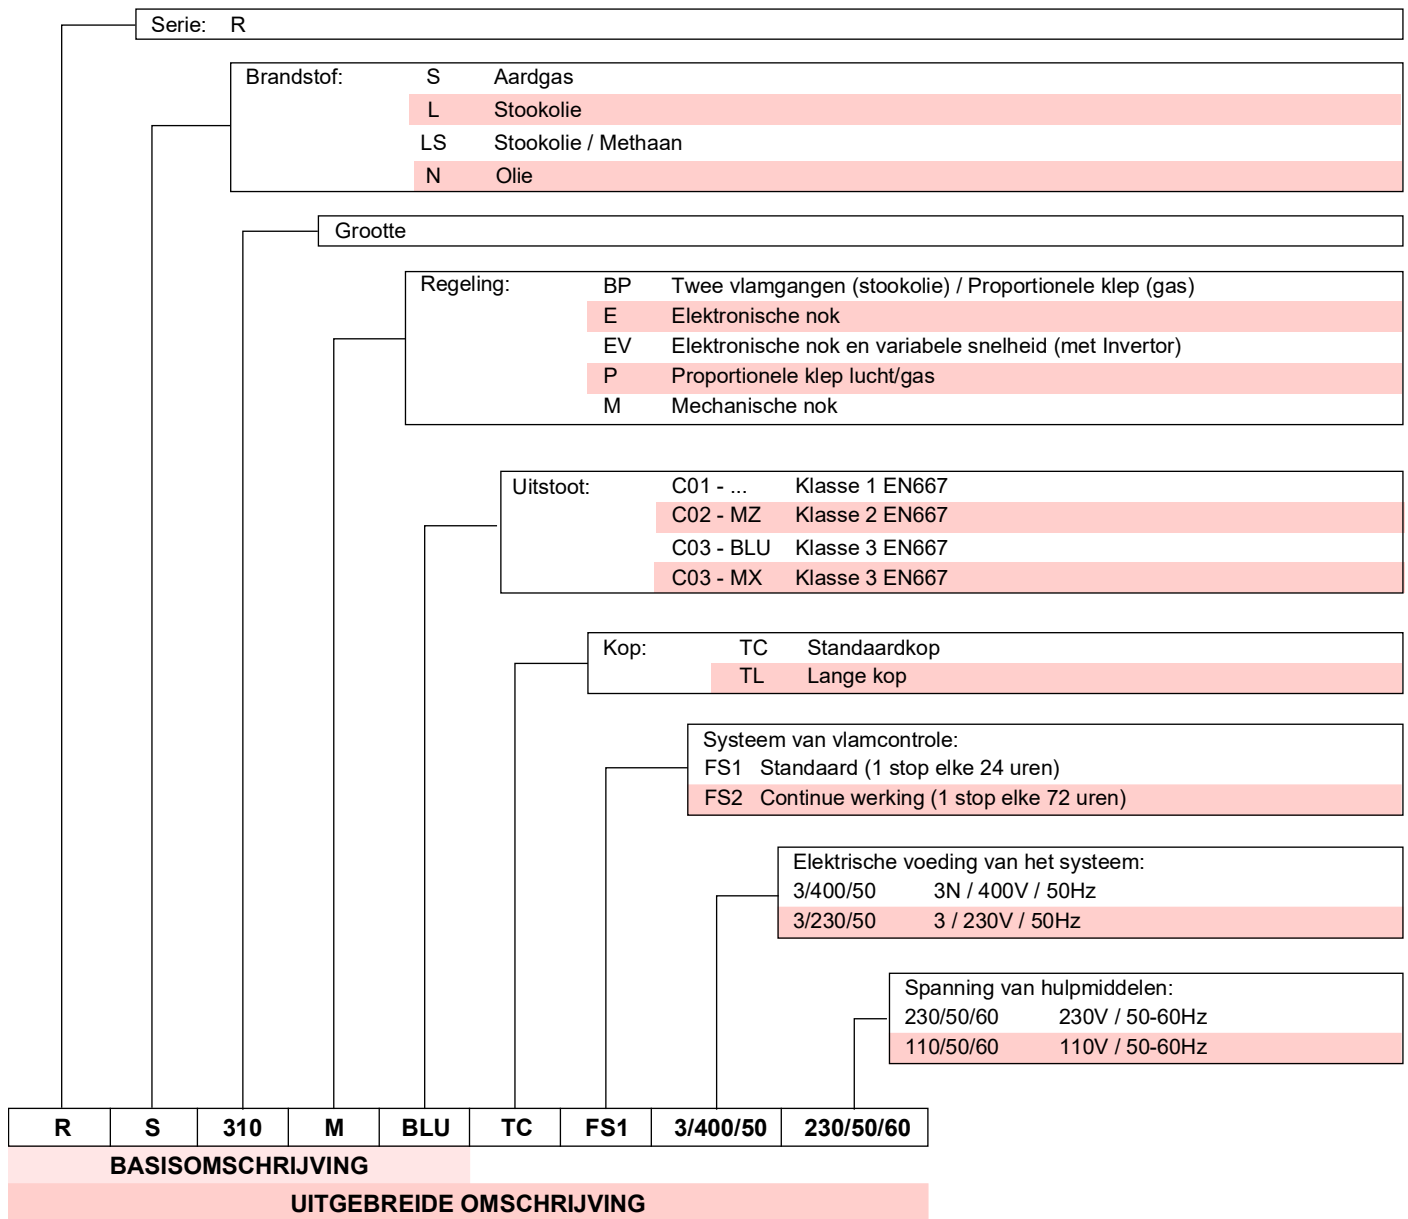 Serie: R
Brandstof: S Aardgas
L Stookolie
LS Stookolie / Methaan
N Olie
Grootte
Regeling: BP Twee vlamgangen (stookolie) / Proportionele klep (gas)
E Elektronische nok
EV Elektronische nok en variabele snelheid (met Invertor)
P Proportionele klep lucht/gas
M Mechanische nok
Uitstoot: C01 - ... Klasse 1 EN667
C02 - MZ Klasse 2 EN667
C03 - BLU Klasse 3 EN667
C03 - MX Klasse 3 EN667
Kop: TC Standaardkop
TL Lange kop
Systeem van vlamcontrole:
FS1 Standaard (1 stop elke 24 uren)
FS2 Continue werking (1 stop elke 72 uren)
Elektrische voeding van het systeem:
3/400/50 3N / 400V / 50Hz
3/230/50 3 / 230V / 50Hz
Spanning van hulpmiddelen:
230/50/60 230V / 50-60Hz
110/50/60 110V / 50-60Hz
R S 310 M BLU TC FS1 3/400/50 230/50/60
BASISOMSCHRIJVING
UITGEBREIDE OMSCHRIJVING